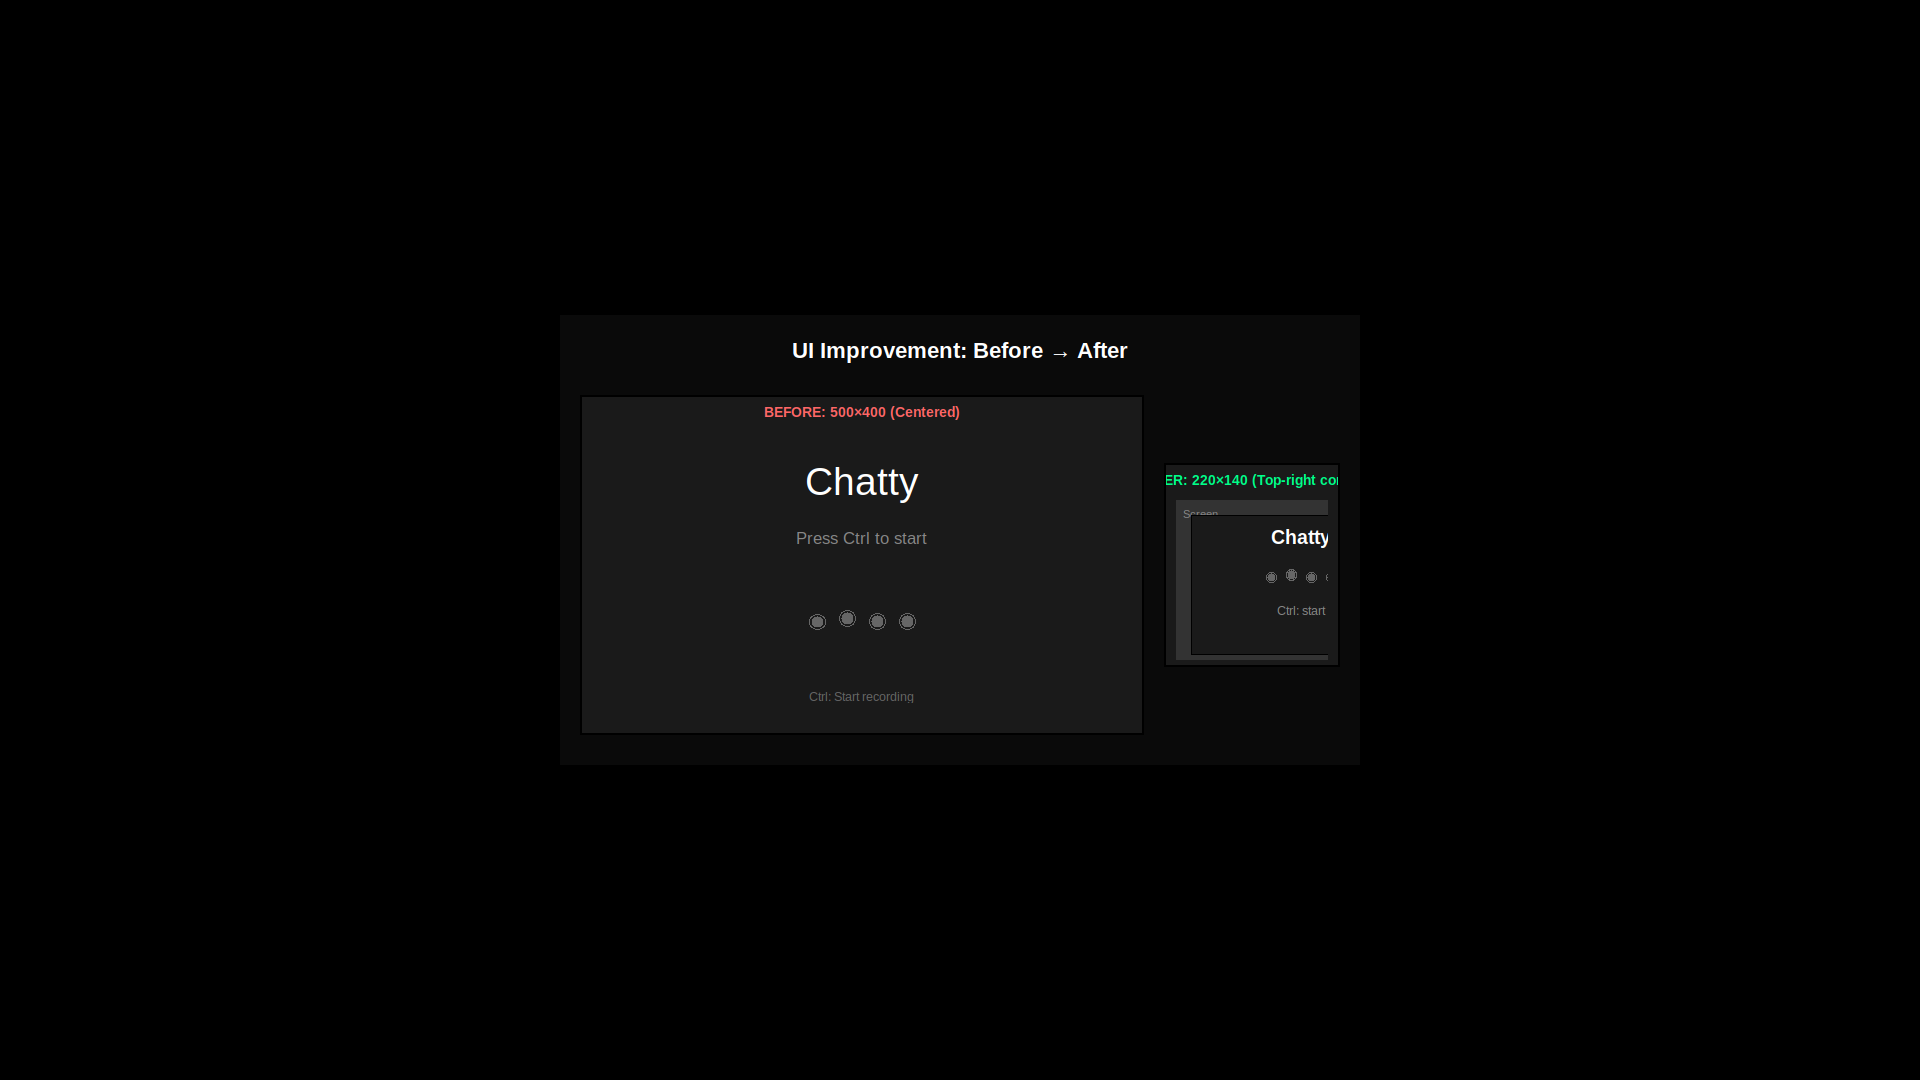 UI Improvement: Before → After
BEFORE: 500×400 (Centered)
Chatty
Press Ctrl to start
Ctrl: Start recording
ER: 220×140 (Top-right co
Screen
Chatty
Ctrl: start